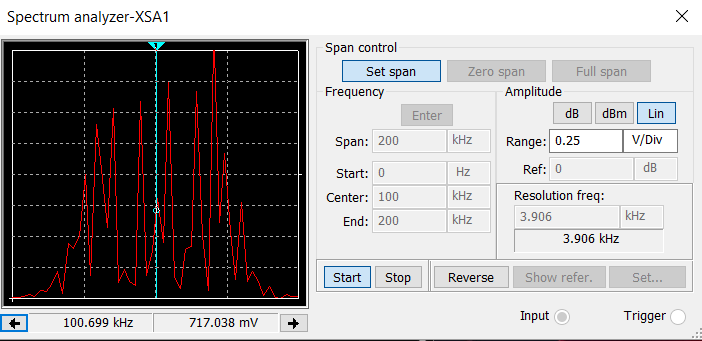 Spectrum analyzer-XSA1
1
100.699 kHz 717.038 mV
Span control
Set span Zero span Full span
Frequency
Enter
Span: 200 kHz
Start: 0 Hz
Center: 100 kHz
End: 200 kHz
Amplitude
dB dBm Lin
Range: 0.25 V/Div
Ref: 0 dB
Resolution freq:
3.906 kHz
3.906 kHz
Start Stop Reverse Show refer. Set...
Input Trigger